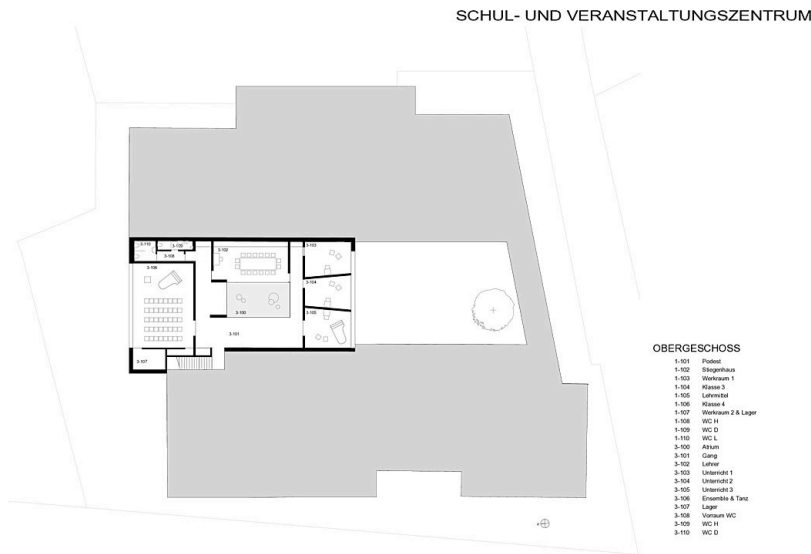 SCHUL- UND VERANSTALTUNGSZENTRUM
3-110
3-109
3-108
3-102
3-103
3-106
3-104
3-100
3-105
3-101
3-107
OBERGESCHOSS
1-101 Podest
1-102 Stiegenhaus
1-103 Werkraum 1
1-104 Klasse 3
1-105 Lehrmittel
1-106 Klasse 4
1-107 Werkraum 2 & Lager
1-108 WC H
1-109 WC D
1-110 WC L
3-100 Atrium
3-101 Gang
3-102 Lehrer
3-103 Unterricht 1
3-104 Unterricht 2
3-105 Unterricht 3
3-106 Ensemble & Tanz
3-107 Lager
3-108 Vorraum WC
3-109 WC H
3-110 WC D